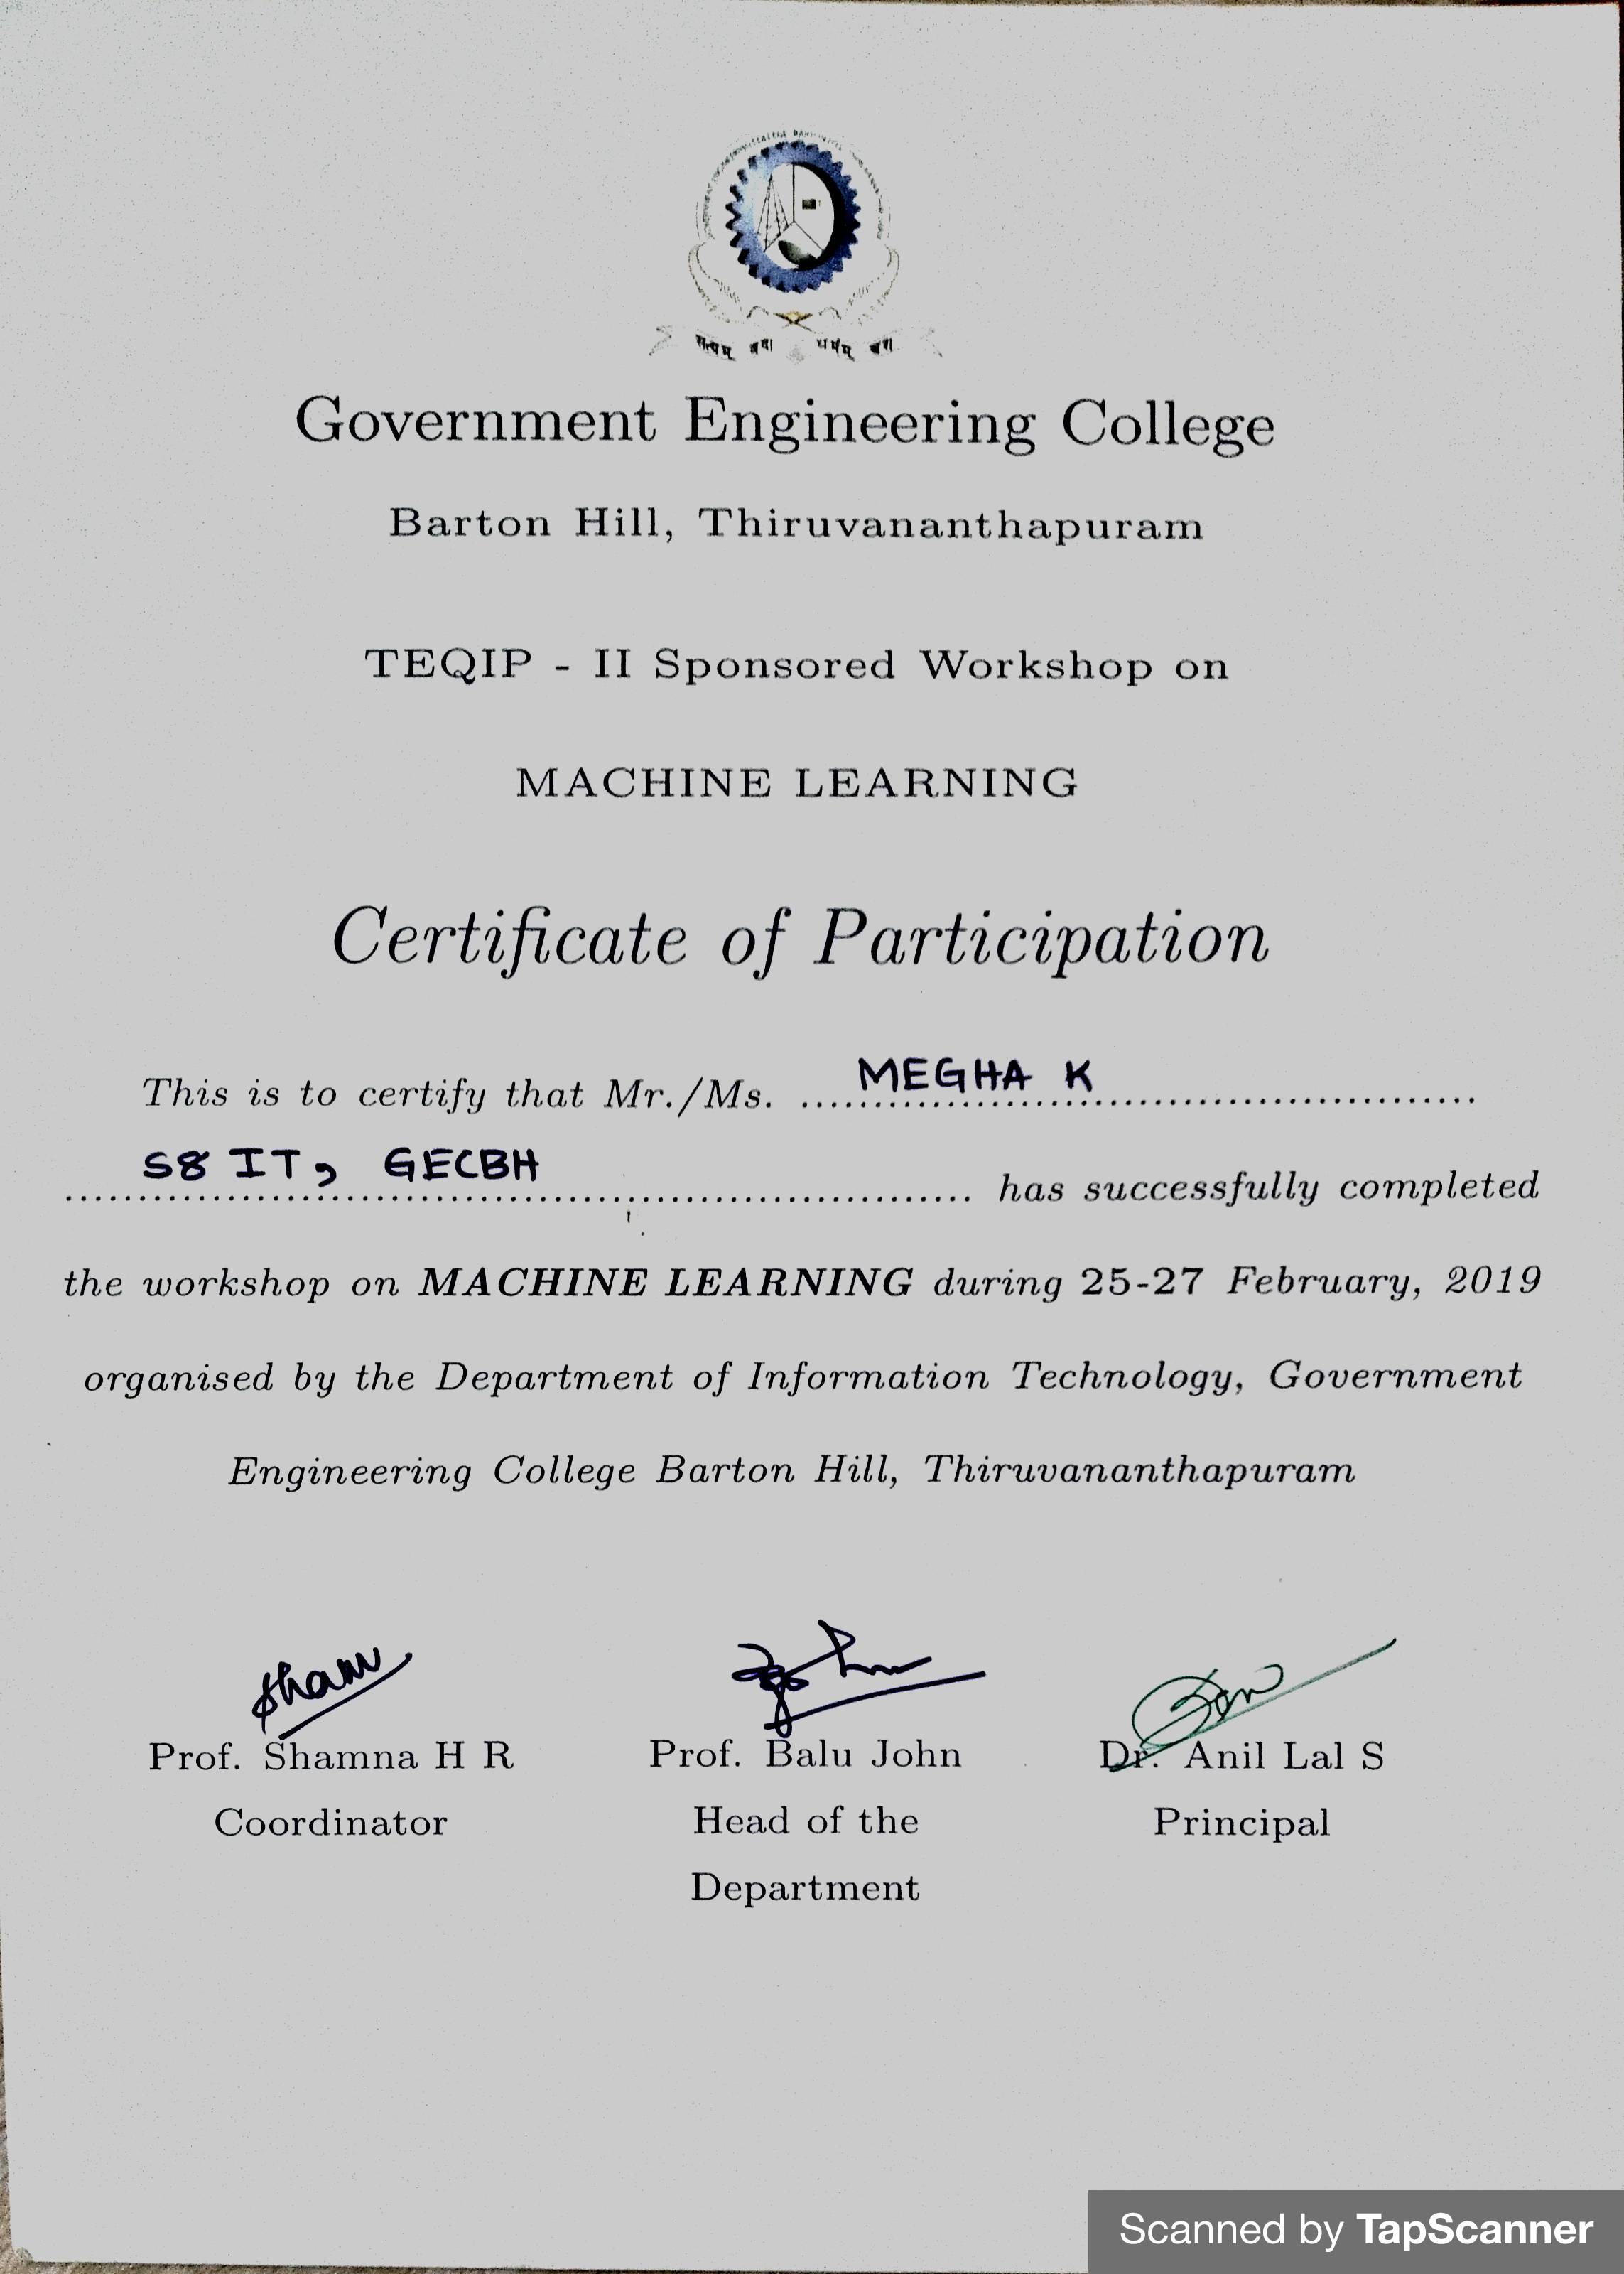 सत्यम् वद धर्मम् चर
Government Engineering College
Barton Hill, Thiruvananthapuram
TEQIP - II Sponsored Workshop on
MACHINE LEARNING
Certificate of Participation
This is to certify that Mr./Ms. MEGHA K
S8 IT, GECBH has successfully completed
the workshop on MACHINE LEARNING during 25-27 February, 2019
organised by the Department of Information Technology, Government
Engineering College Barton Hill, Thiruvananthapuram
Prof. Shamna H R Prof. Balu John Dr. Anil Lal S
Coordinator Head of the Principal
Department
Scanned by TapScanner